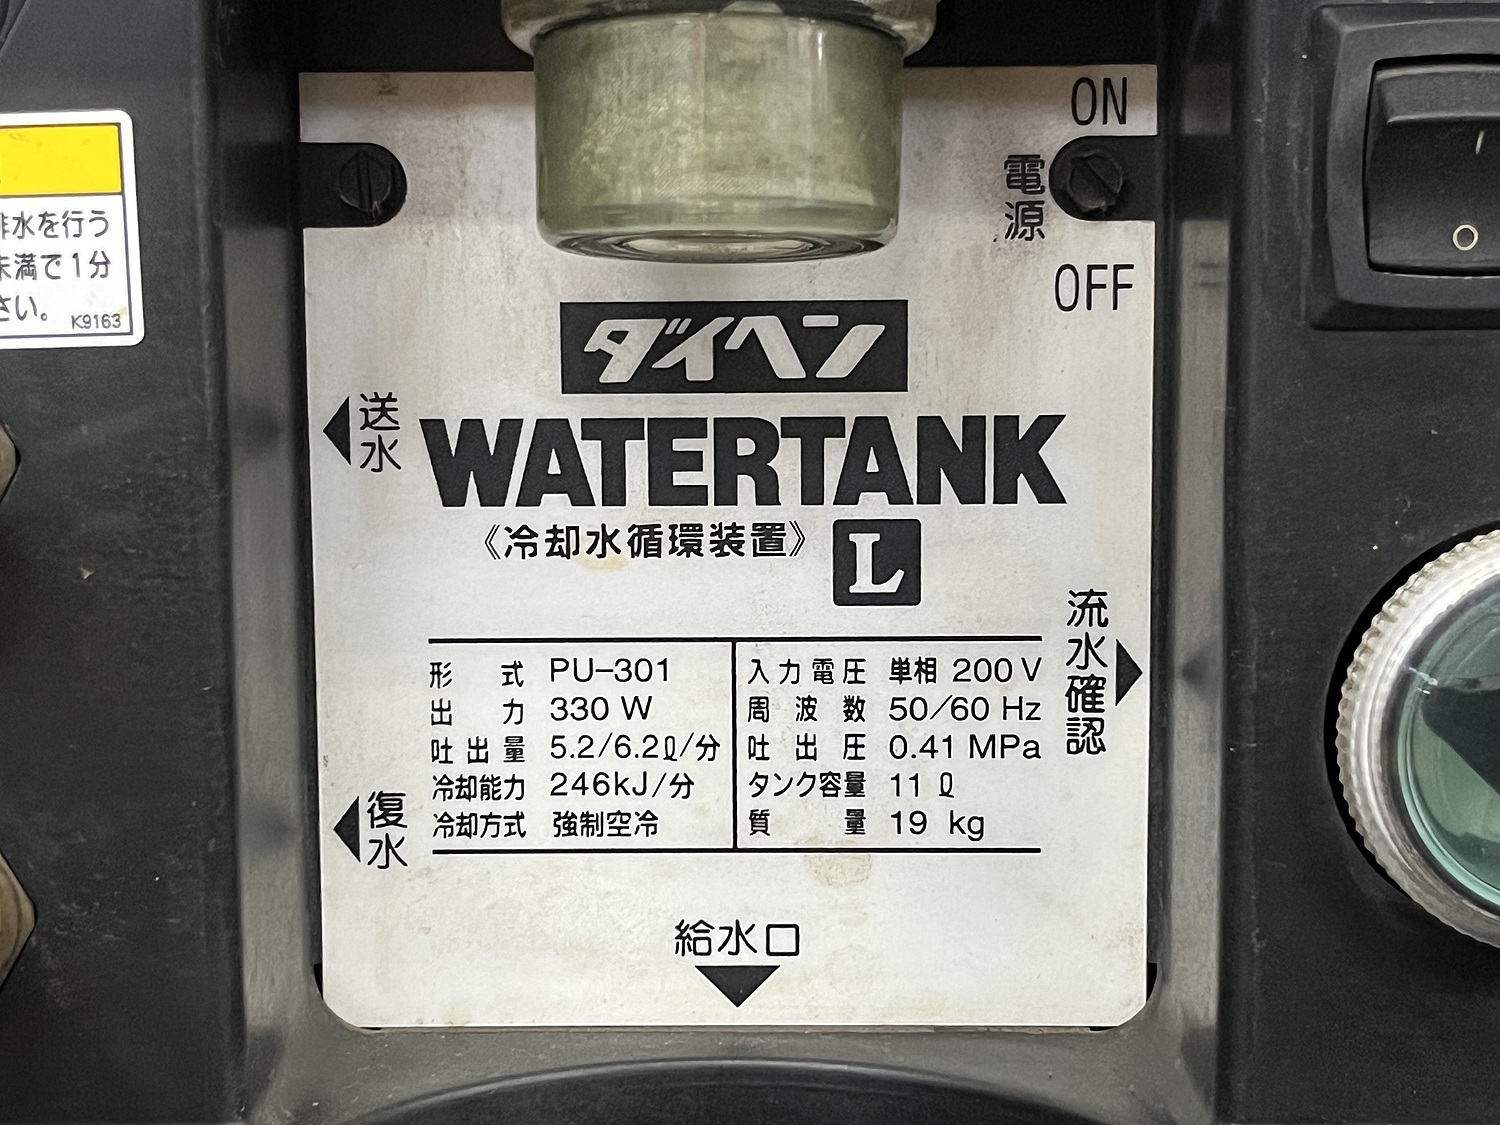 ON
電源
OFF
水を行う
満で1分
さい。
K9163
ダイヘン
送水
WATERTANK
《冷却水循環装置》
L
流水確認
形式 PU-301
出力 330 W
吐出量 5.2/6.2ℓ/分
冷却能力 246kJ/分
冷却方式 強制空冷
入力電圧 単相 200 V
周波数 50/60 Hz
吐出圧 0.41 MPa
タンク容量 11 ℓ
質量 19 kg
復水
給水口